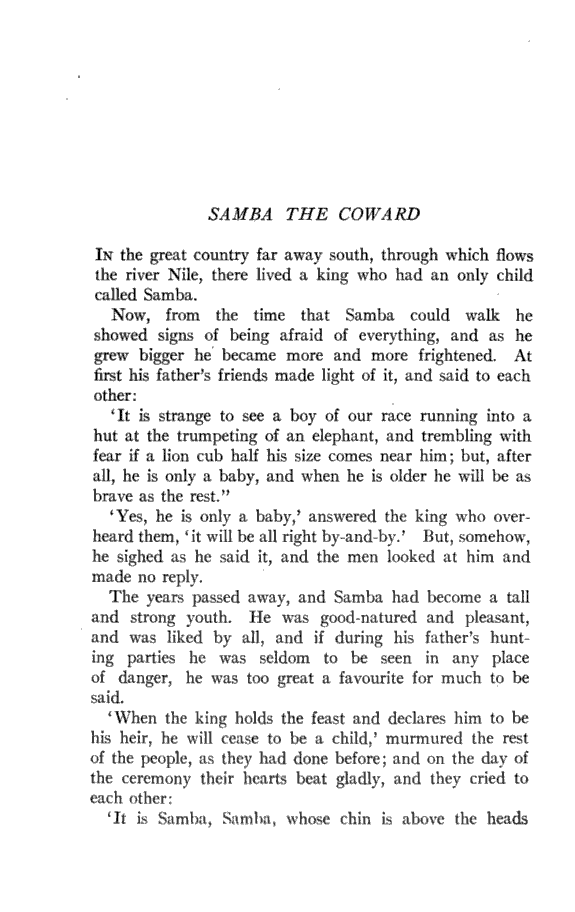 SAMBA THE COWARD
IN the great country far away south, through which flows
the river Nile, there lived a king who had an only child
called Samba.
Now, from the time that Samba could walk he
showed signs of being afraid of everything, and as he
grew bigger he became more and more frightened. At
first his father's friends made light of it, and said to each
other:
'It is strange to see a boy of our race running into a
hut at the trumpeting of an elephant, and trembling with
fear if a lion cub half his size comes near him; but, after
all, he is only a baby, and when he is older he will be as
brave as the rest."
'Yes, he is only a baby,' answered the king who over-
heard them, 'it will be all right by-and-by.' But, somehow,
he sighed as he said it, and the men looked at him and
made no reply.
The years passed away, and Samba had become a tall
and strong youth. He was good-natured and pleasant,
and was liked by all, and if during his father's hunt-
ing parties he was seldom to be seen in any place
of danger, he was too great a favourite for much to be
said.
'When the king holds the feast and declares him to be
his heir, he will cease to be a child,' murmured the rest
of the people, as they had done before; and on the day of
the ceremony their hearts beat gladly, and they cried to
each other:
'It is Samba, Samba, whose chin is above the heads